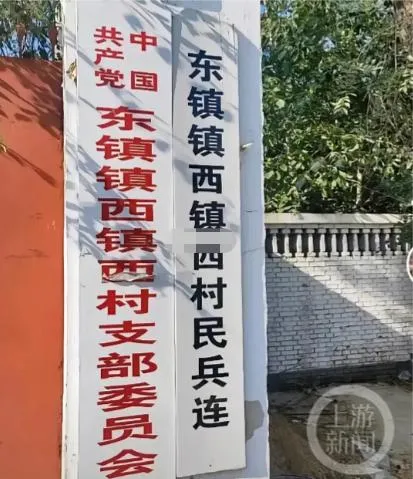 中国
共产党
东镇镇西镇西村支部委员会
东镇镇西镇西村民兵连
上游
新闻